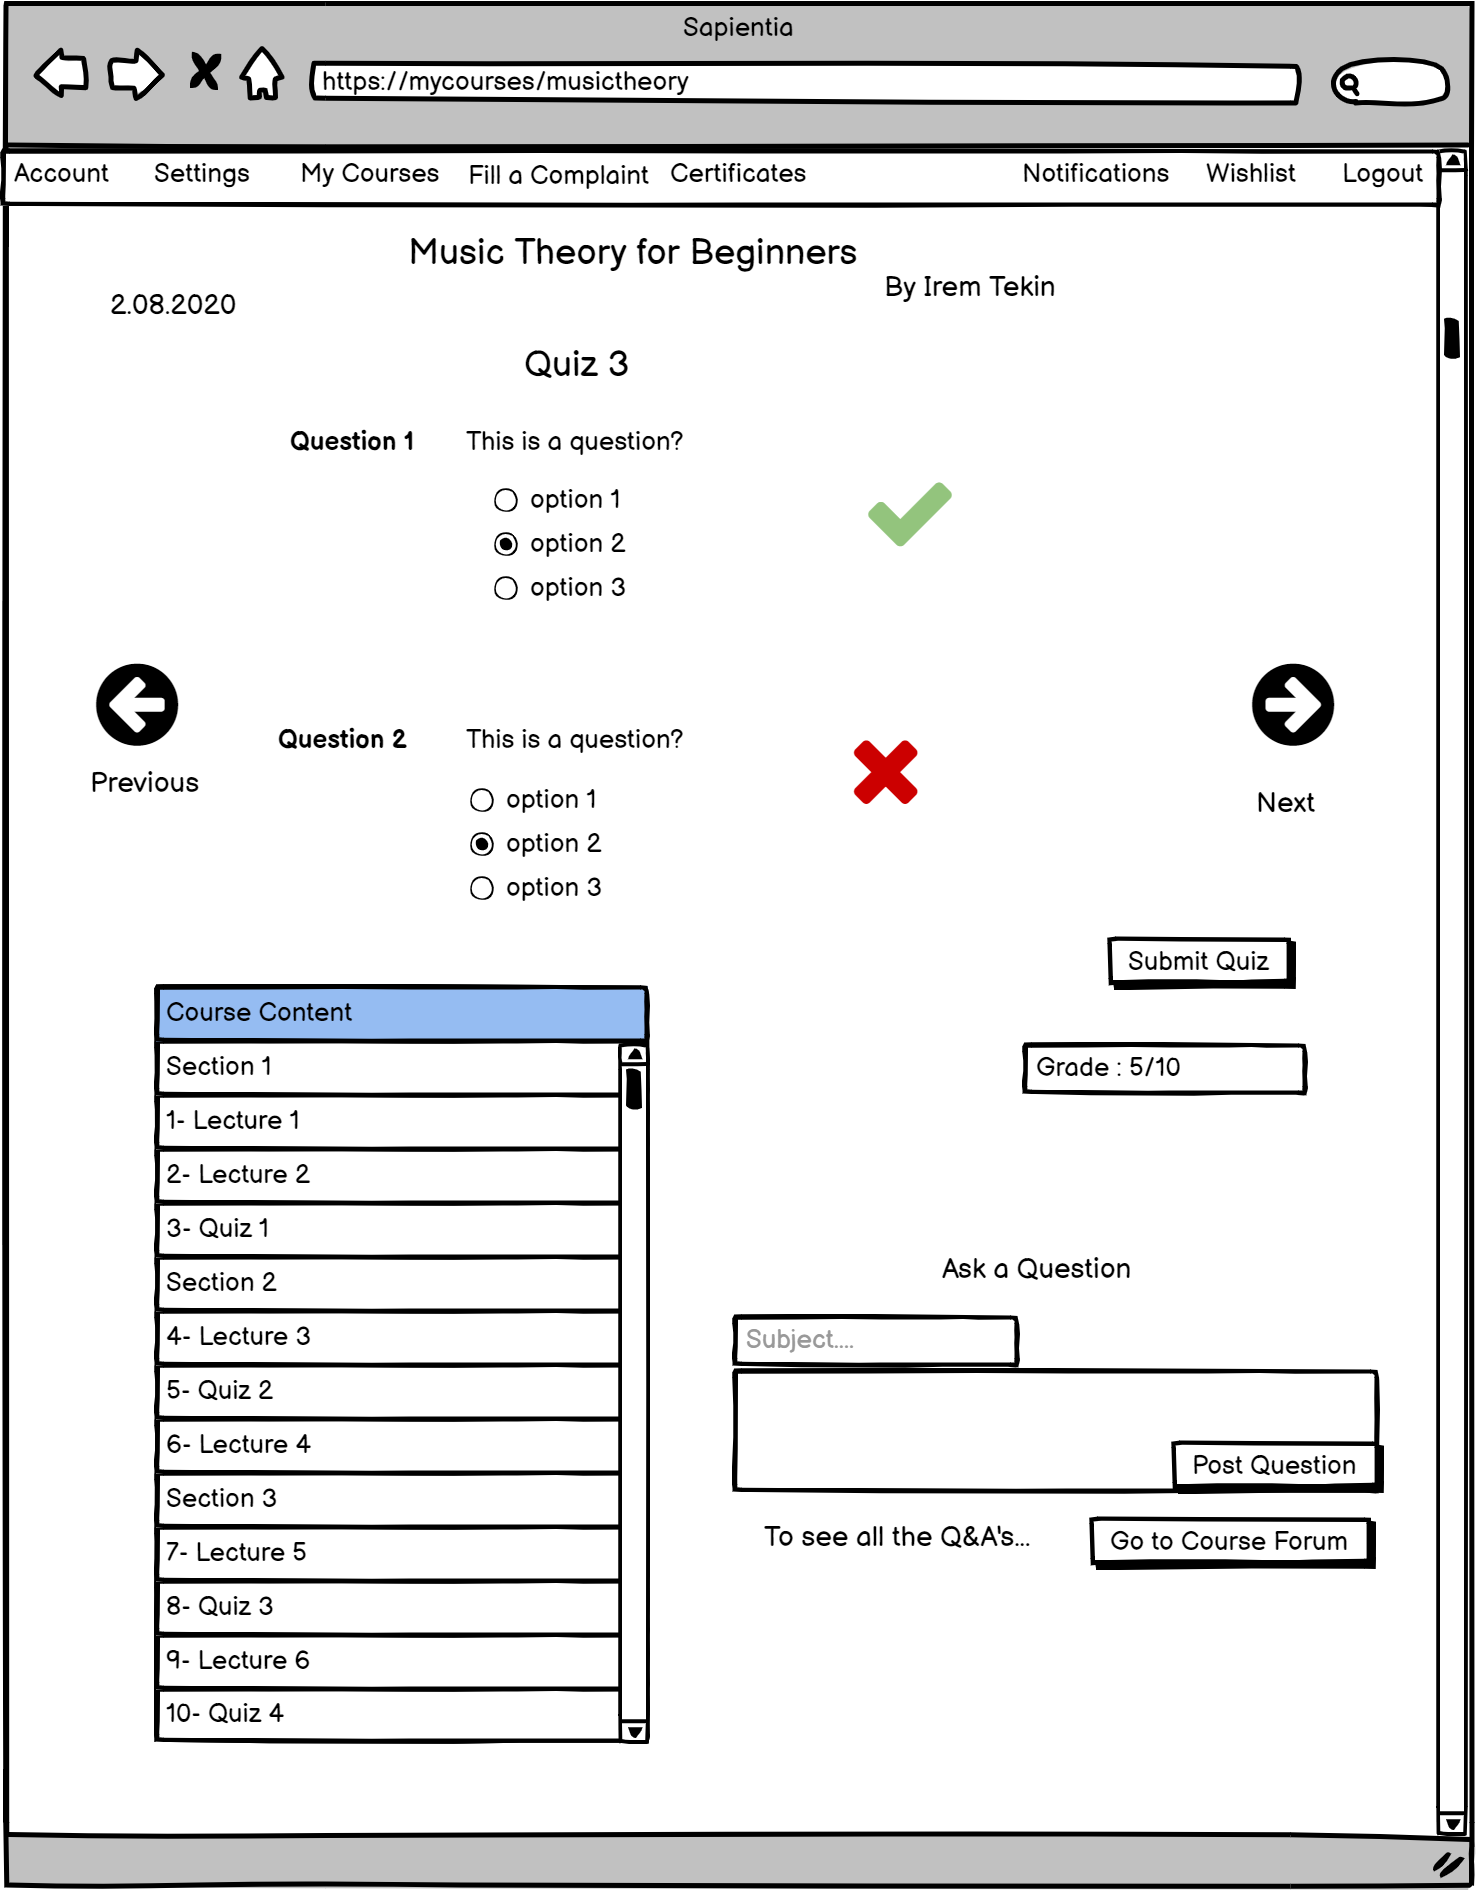 Sapientia
https://mycourses/musictheory
Account Settings My Courses Fill a Complaint Certificates Notifications Wishlist Logout
Music Theory for Beginners
By Irem Tekin
2.08.2020
Quiz 3
Question 1 This is a question?
option 1
option 2
option 3
Previous
Next
Question 2 This is a question?
option 1
option 2
option 3
Submit Quiz
Grade : 5/10
Course Content
Section 1
1- Lecture 1
2- Lecture 2
3- Quiz 1
Section 2
4- Lecture 3
5- Quiz 2
6- Lecture 4
Section 3
7- Lecture 5
8- Quiz 3
9- Lecture 6
10- Quiz 4
Ask a Question
Subject....
Post Question
To see all the Q&A's...
Go to Course Forum